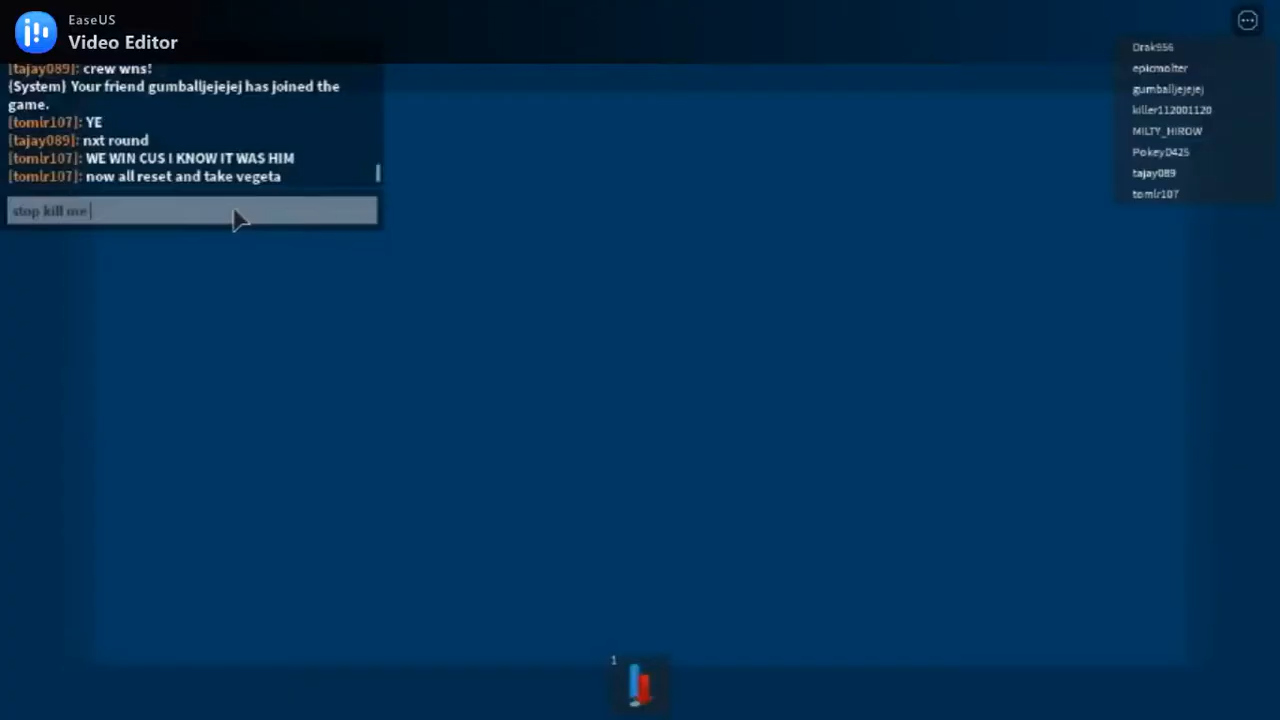 EaseUS
Video Editor
[tajay089]: crew wns!
{System} Your friend gumballjejejej has joined the
game.
[tomlr107]: YE
[tajay089]: nxt round
[tomlr107]: WE WIN CUS I KNOW IT WAS HIM
[tomlr107]: now all reset and take vegeta
stop kill me
Drak956
epicmolter
gumballjejejej
killer112001120
MILTY_HIROW
PokeyD425
tajay089
tomlr107
1